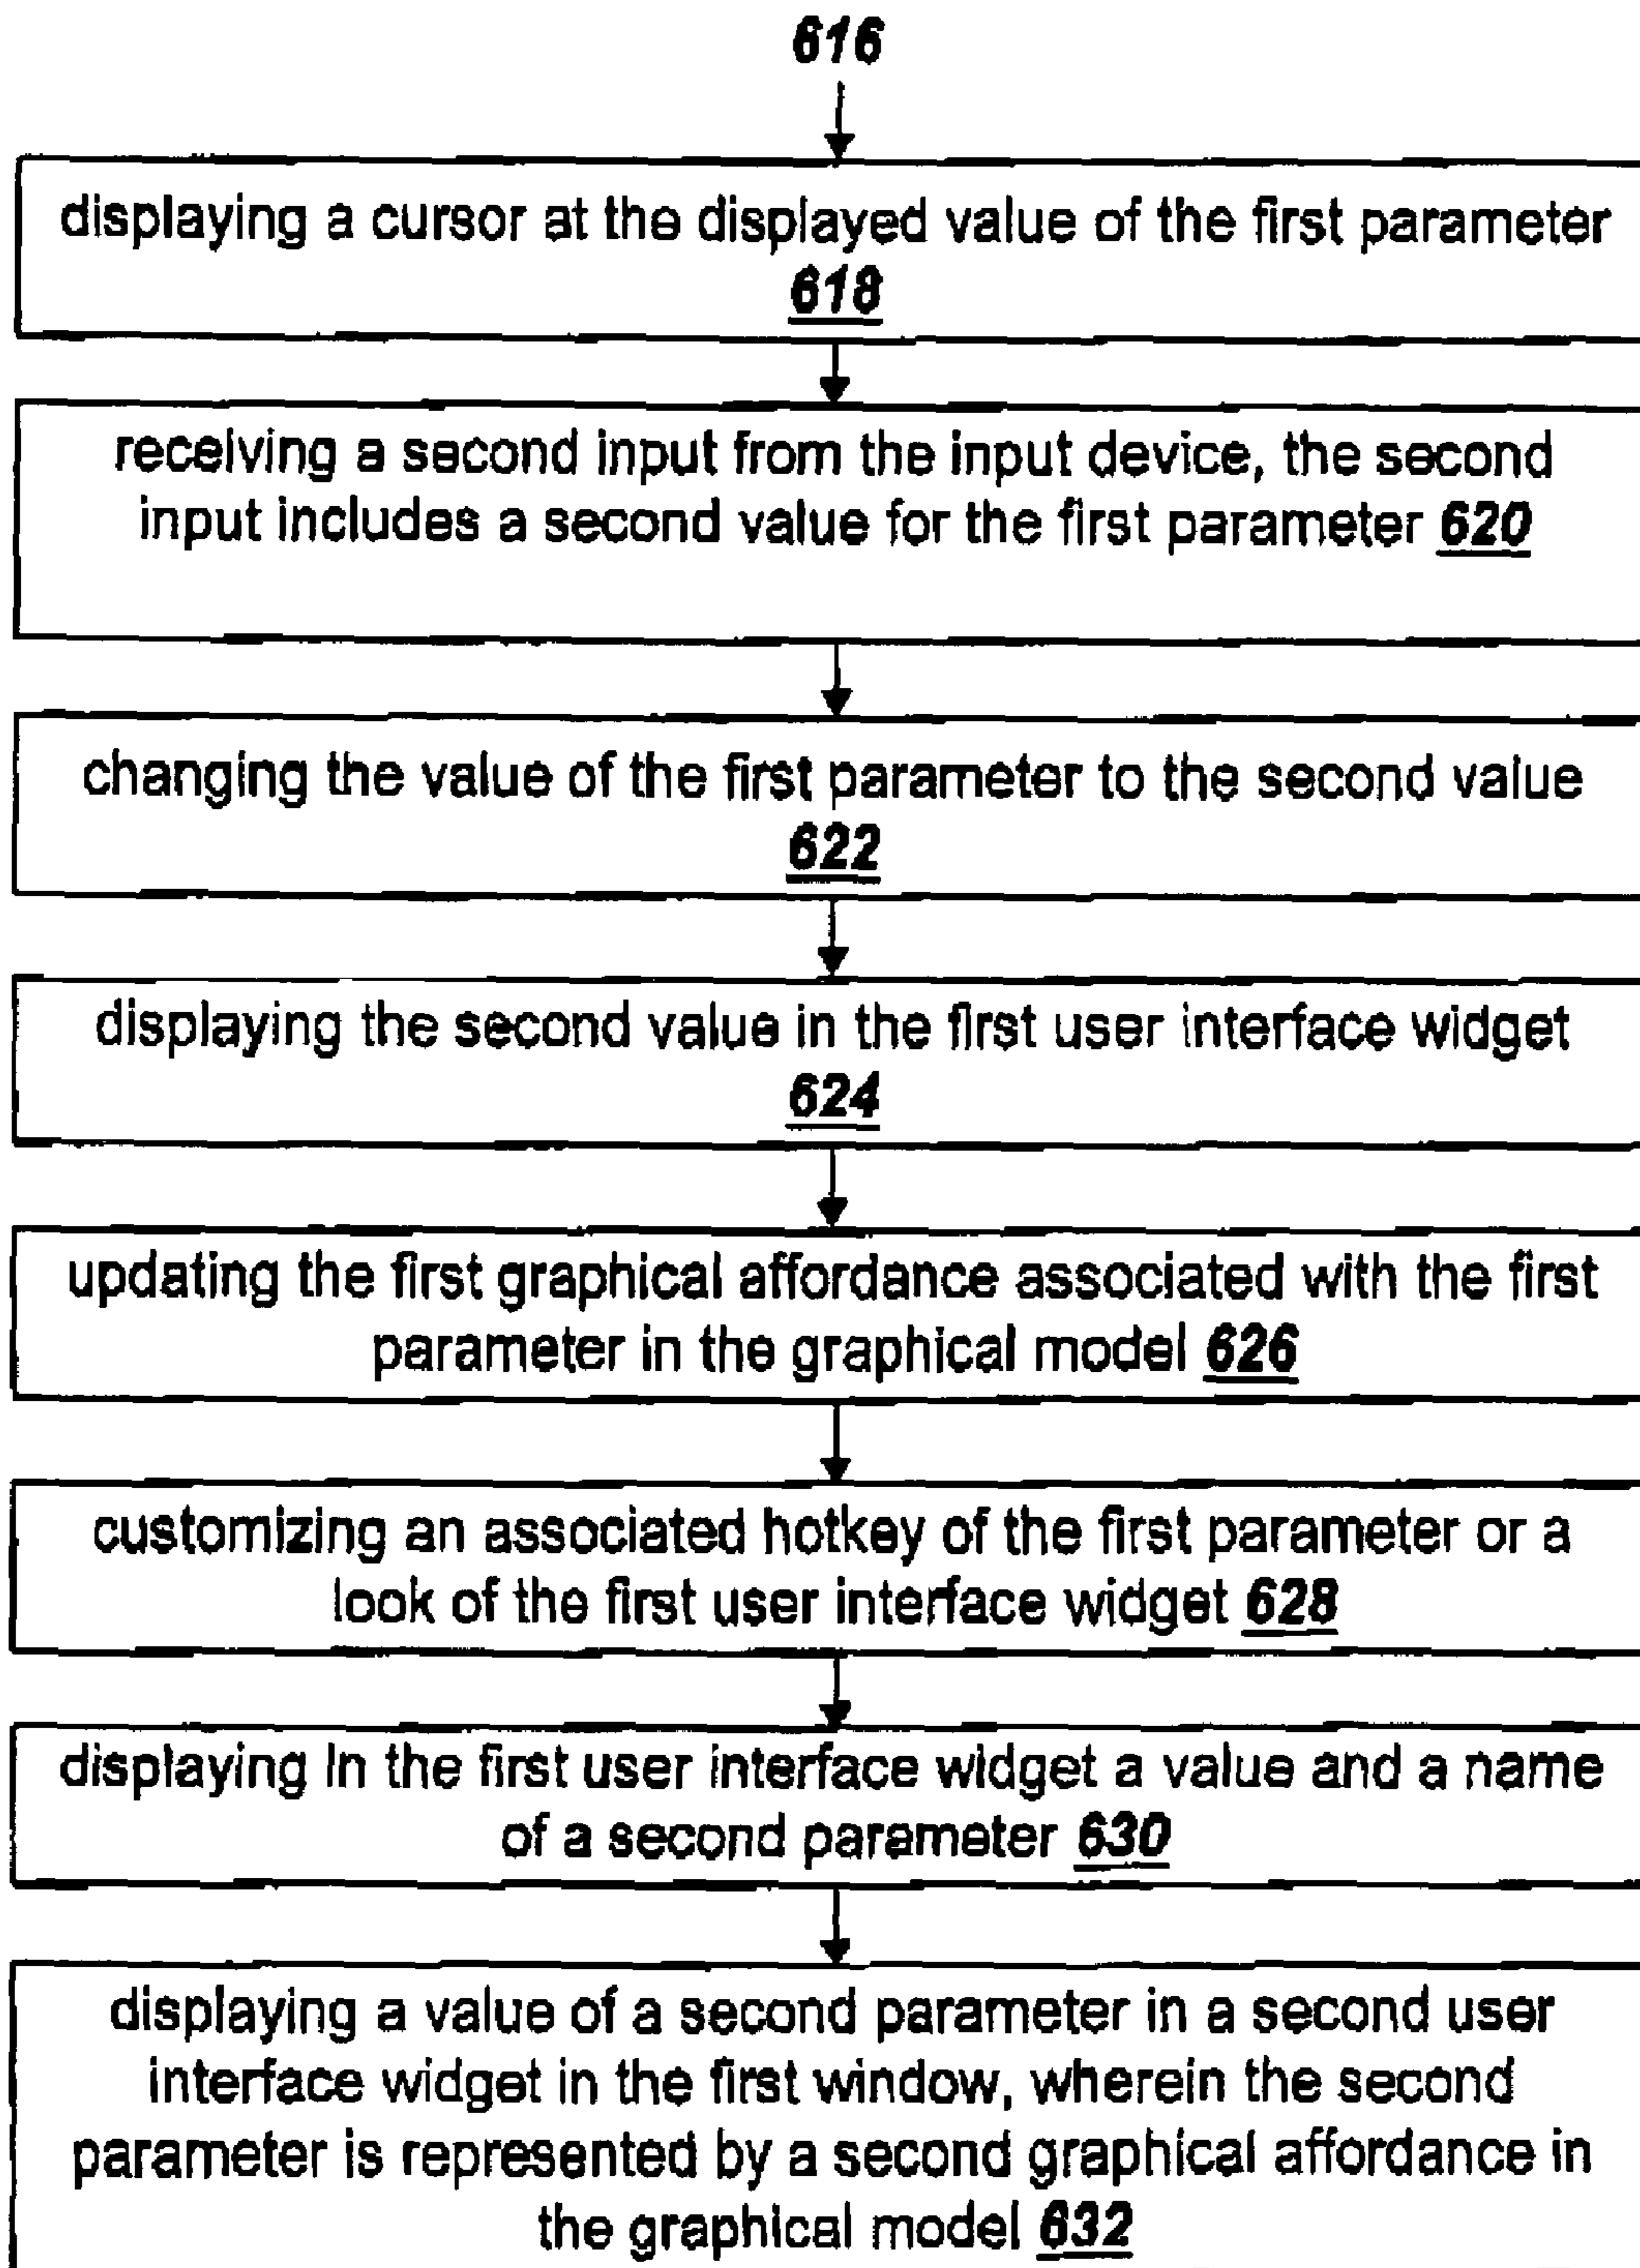 616
displaying a cursor at the displayed value of the first parameter
618
receiving a second input from the input device, the second
input includes a second value for the first parameter 620
changing the value of the first parameter to the second value
622
displaying the second value in the first user interface widget
624
updating the first graphical affordance associated with the first
parameter in the graphical model 626
customizing an associated hotkey of the first parameter or a
look of the first user interface widget 628
displaying in the first user interface widget a value and a name
of a second parameter 630
displaying a value of a second parameter in a second user
interface widget in the first window, wherein the second
parameter is represented by a second graphical affordance in
the graphical model 632